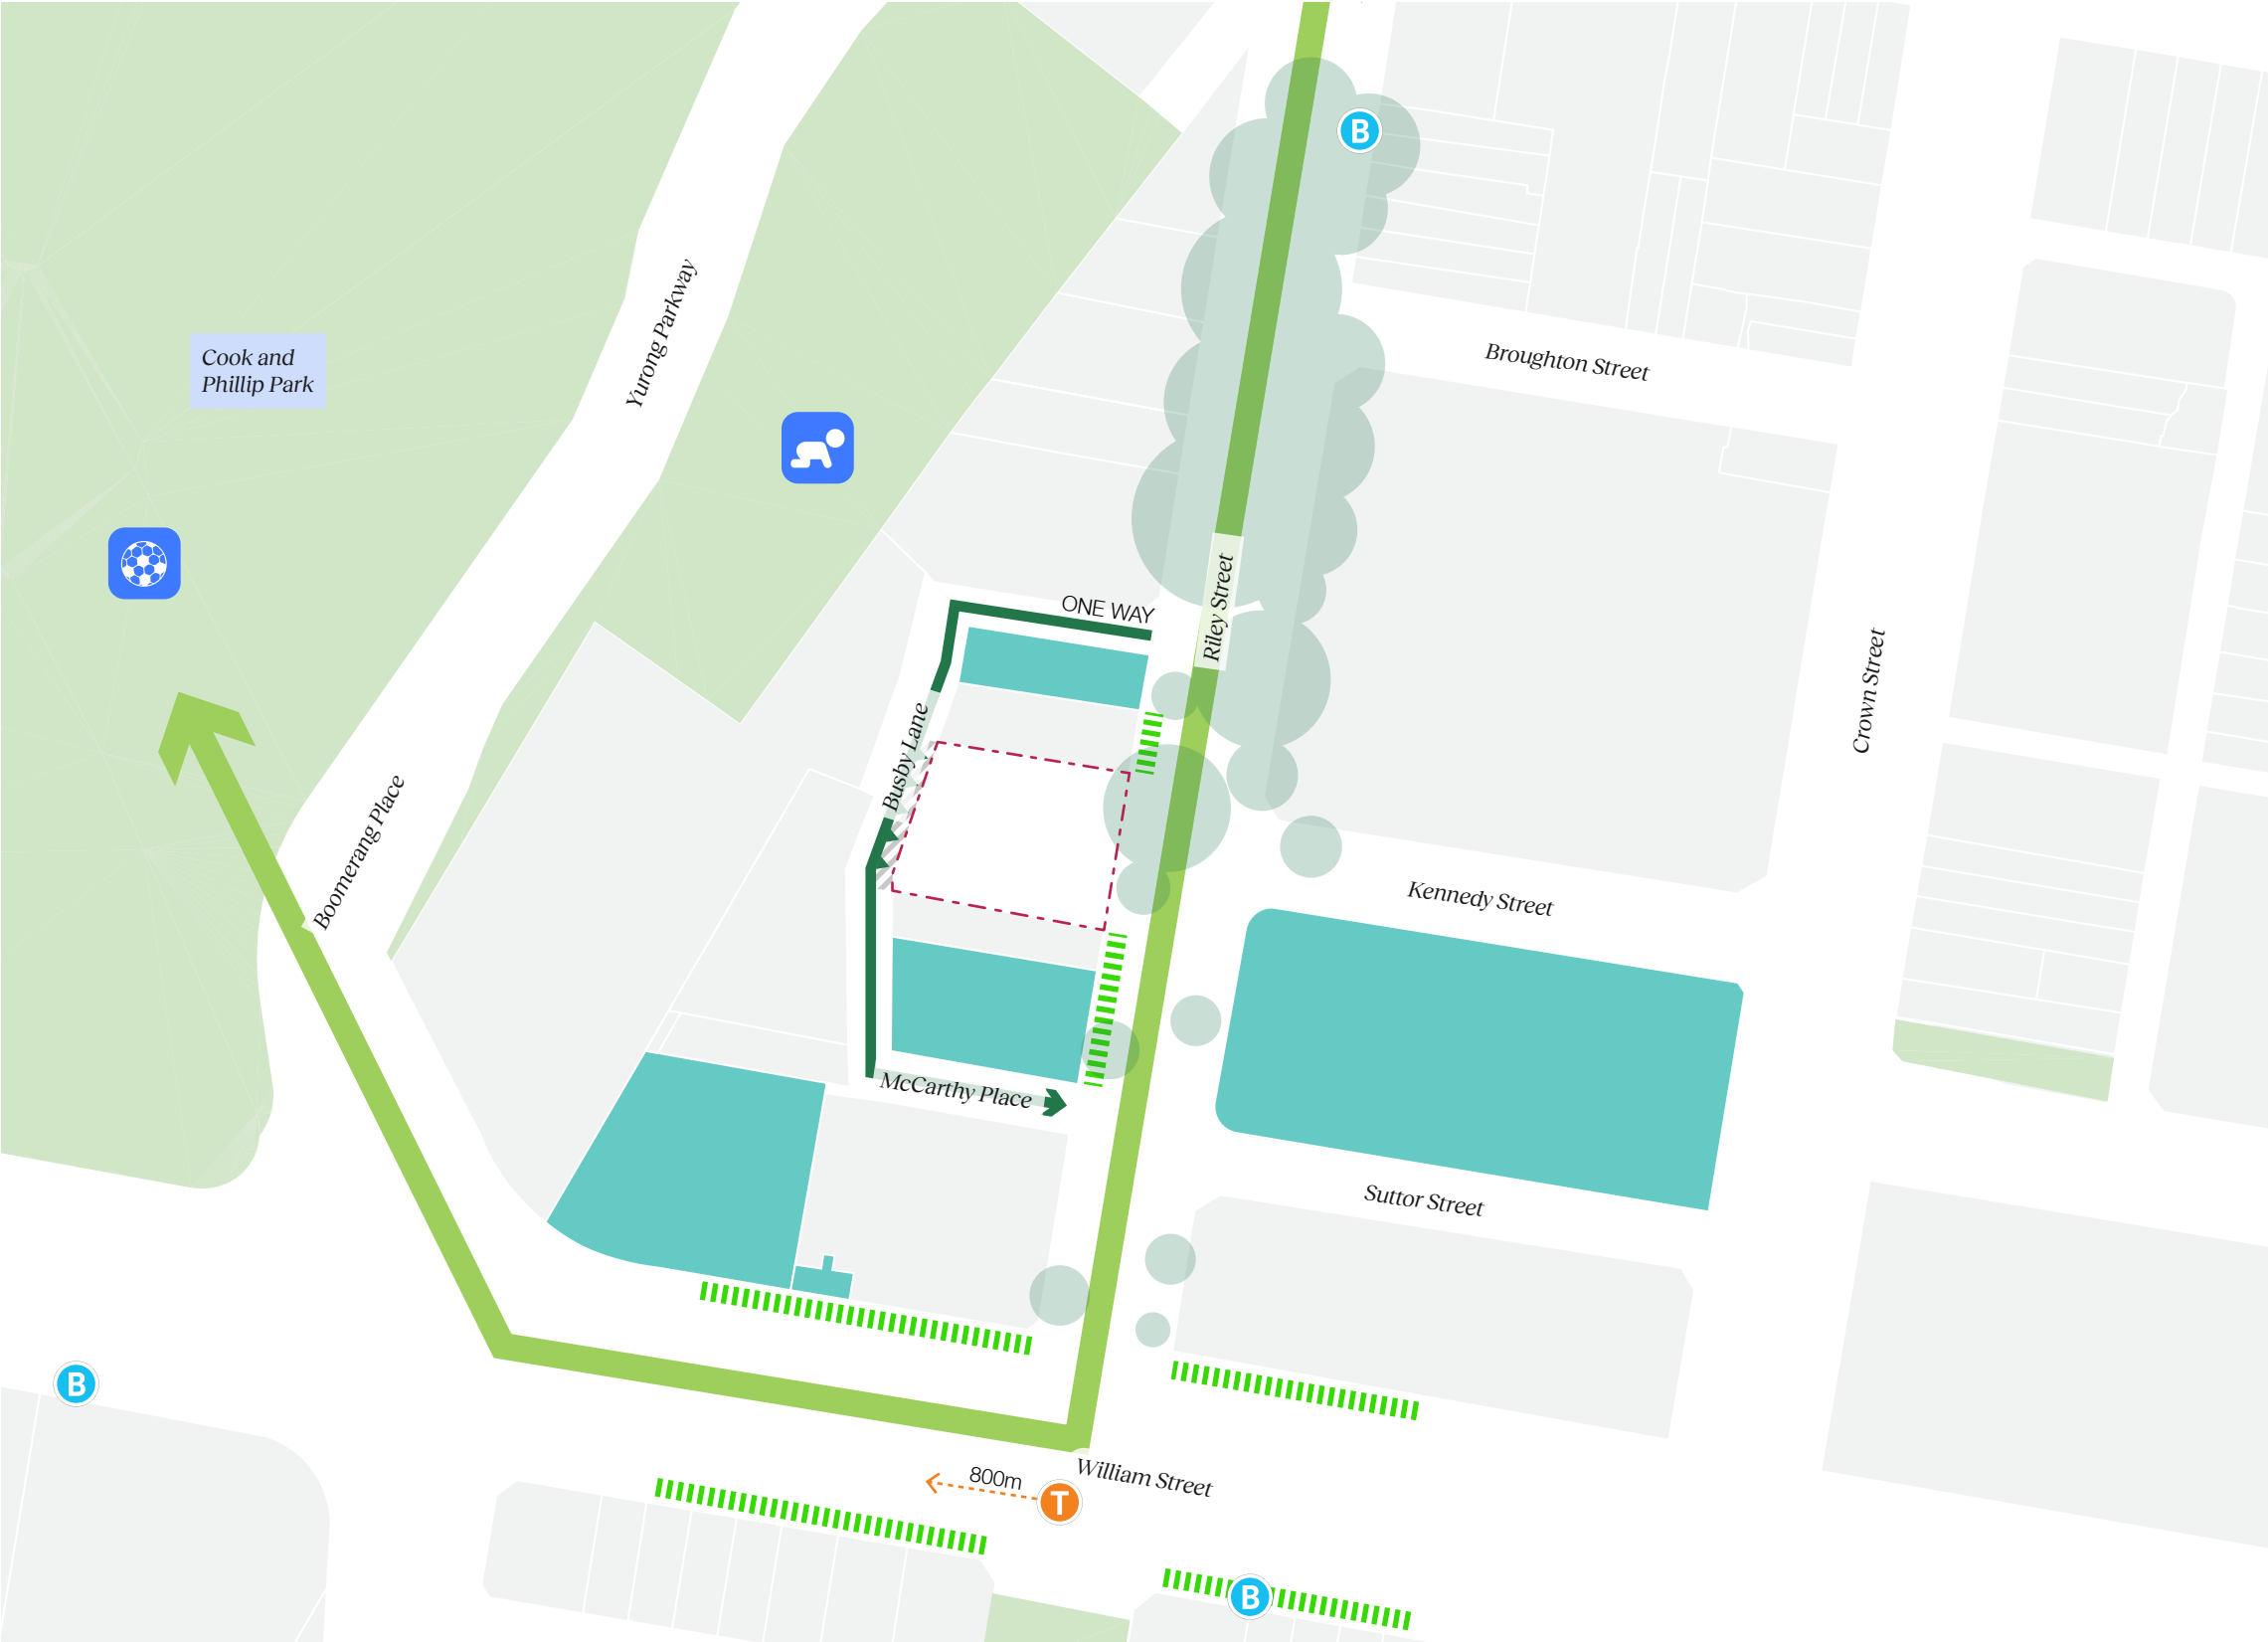 B
Yurong Parkway
Broughton Street
Cook and
Phillip Park
Riley Street
ONE WAY
Crown Street
Busby Lane
Boomerang Place
Kennedy Street
McCarthy Place
Suttor Street
B
800m
William Street
T
B